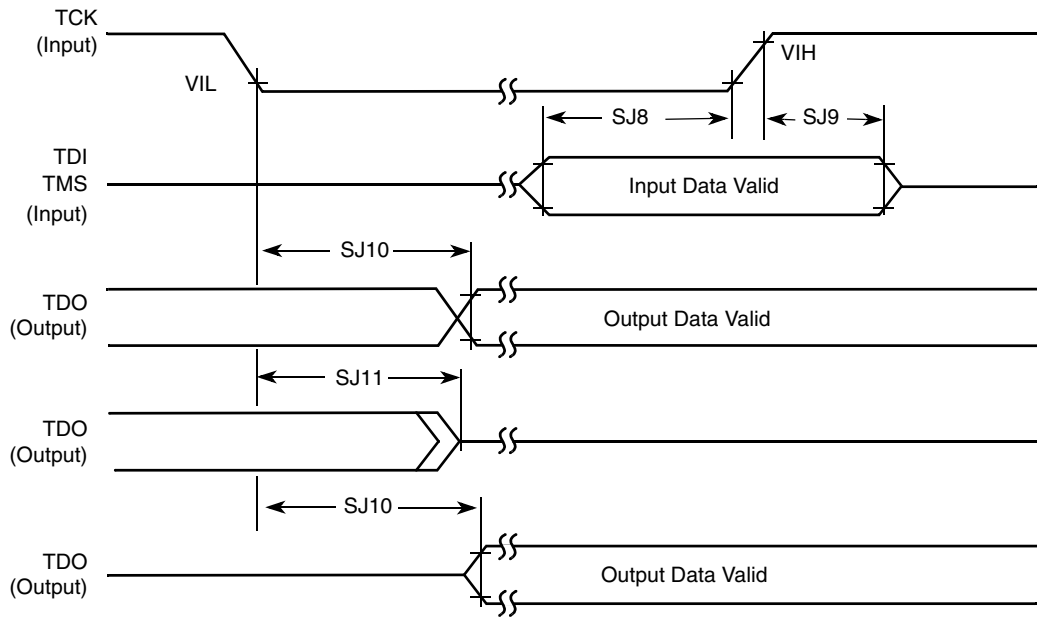 TCK
(Input)
VIL
VIH
SJ8
SJ9
TDI
TMS
(Input)
Input Data Valid
SJ10
TDO
(Output)
Output Data Valid
SJ11
TDO
(Output)
SJ10
TDO
(Output)
Output Data Valid